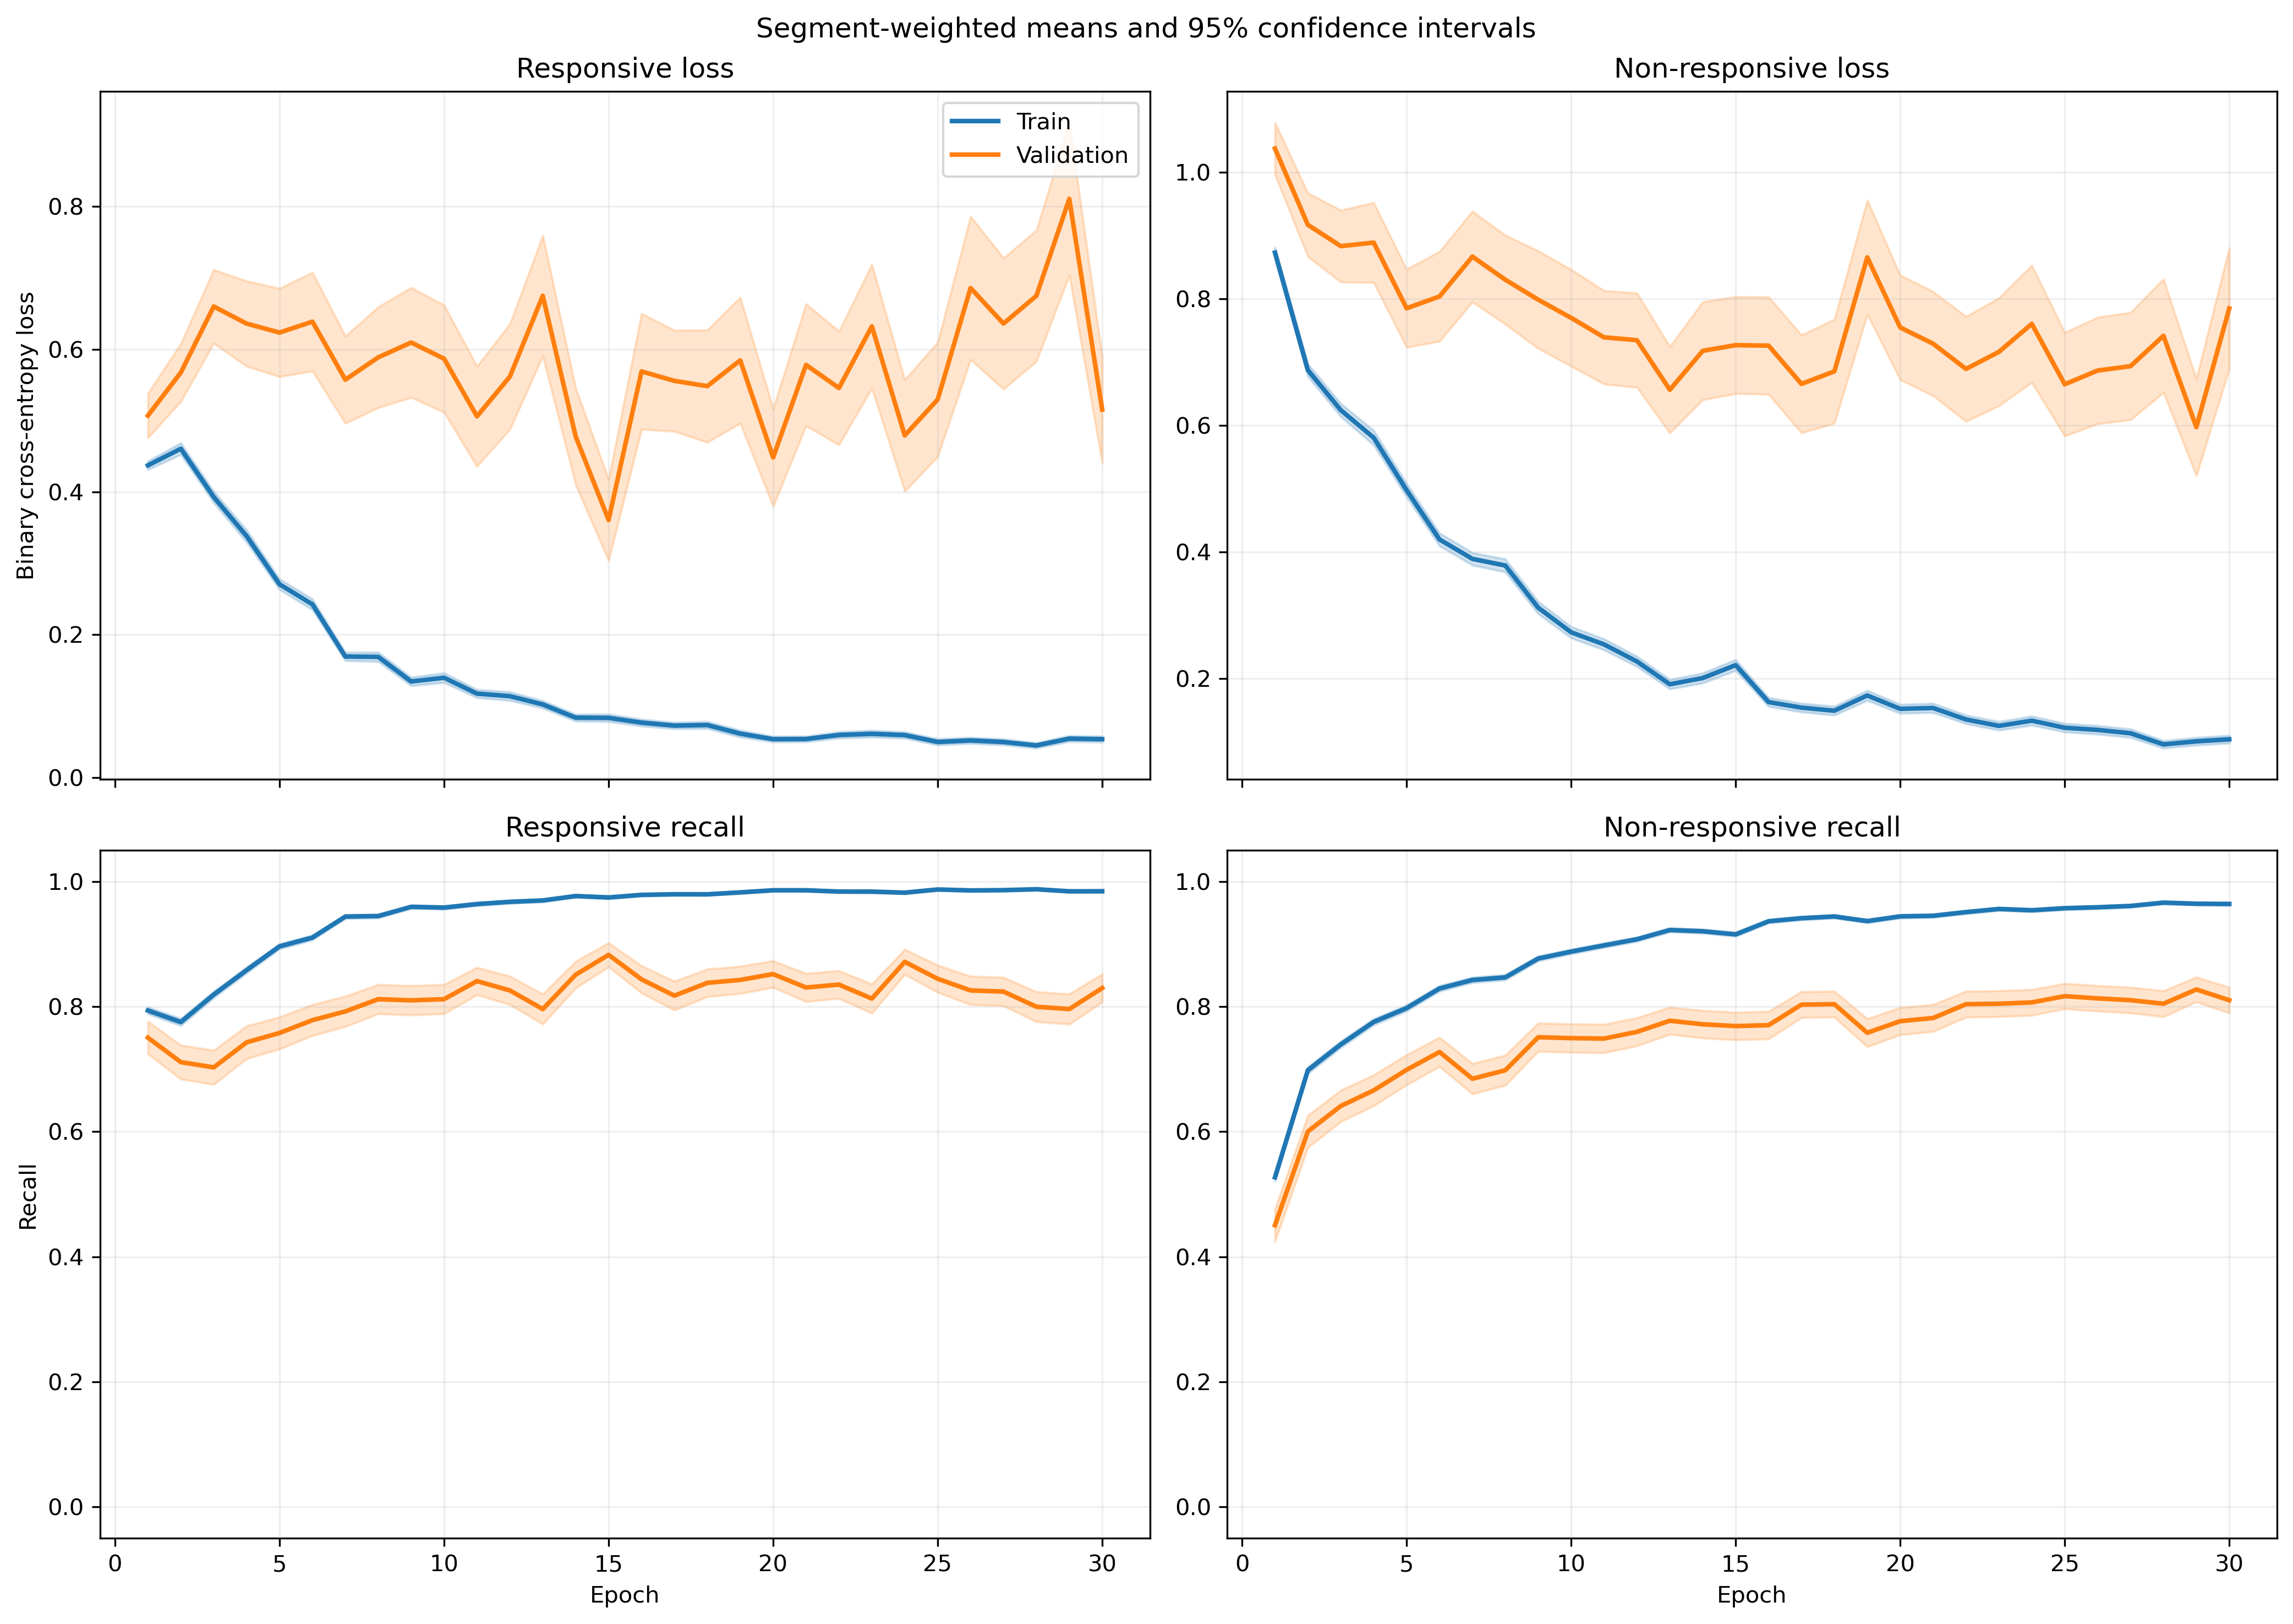 Segment-weighted means and 95% confidence intervals
Responsive loss
Non-responsive loss
Train
Validation
Binary cross-entropy loss
0.8
0.6
0.4
0.2
0.0
1.0
0.8
0.6
0.4
0.2
Responsive recall
Non-responsive recall
Recall
1.0
0.8
0.6
0.4
0.2
0.0
1.0
0.8
0.6
0.4
0.2
0.0
0 5 10 15 20 25 30
0 5 10 15 20 25 30
Epoch
Epoch